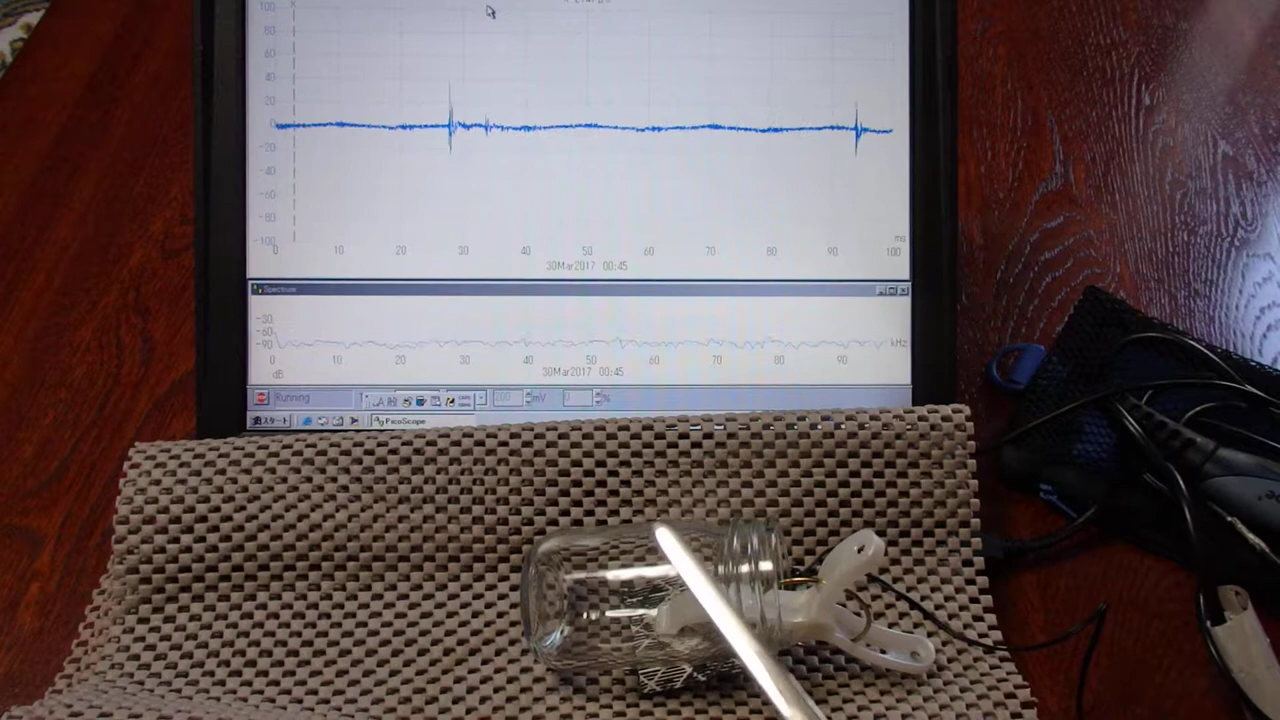 100
80
60
40
20
0
-20
-40
-60
-80
-100
0 10 20 30 40 50 60 70 80 90 100
ms
30Mar2017 00:45
Spectrum
-30
-60
-90
kHz
0 10 20 30 40 50 60 70 80 90
dB
30Mar2017 00:45
Running
200 mV 0 %
スタート PicoScope